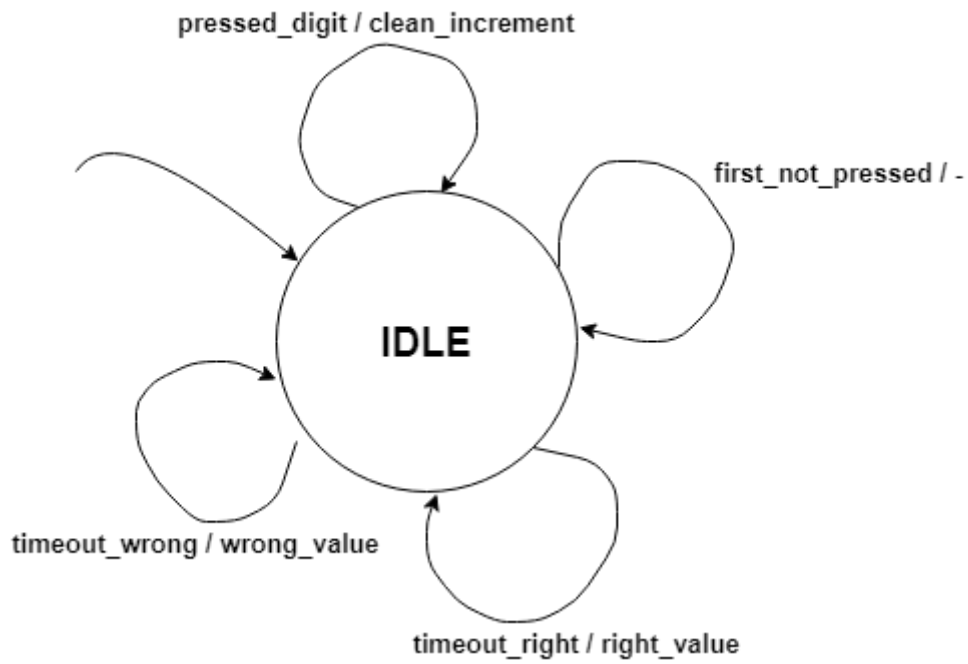 pressed_digit / clean_increment
first_not_pressed / -
IDLE
timeout_wrong / wrong_value
timeout_right / right_value